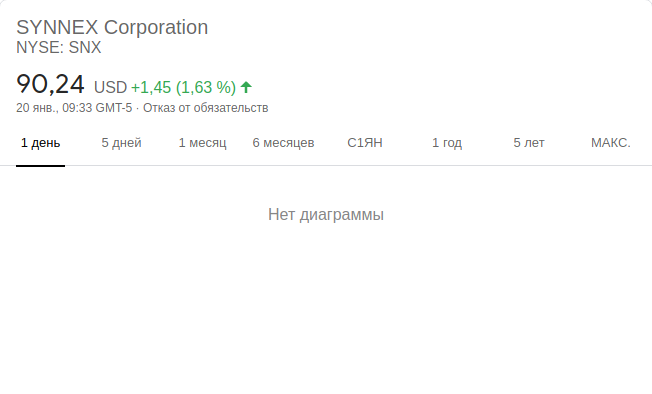 SYNNEX Corporation
NYSE: SNX
90,24 USD +1,45 (1,63 %)
20 янв., 09:33 GMT-5 · Отказ от обязательств
1 день 5 дней 1 месяц 6 месяцев С1ЯН 1 год 5 лет МАКС.
Нет диаграммы